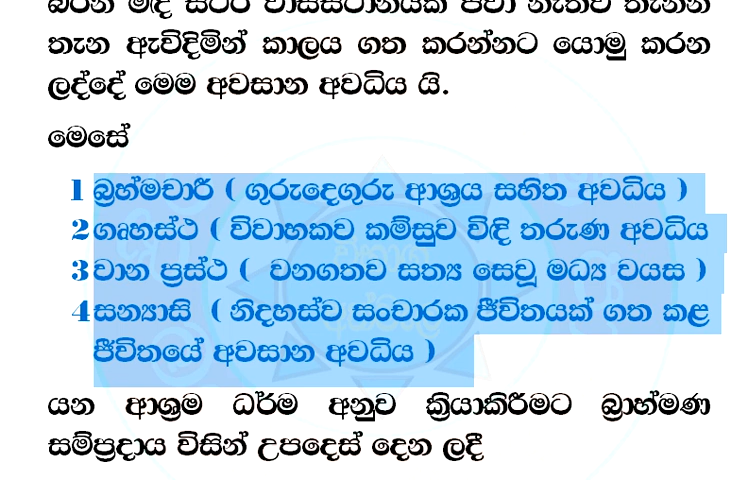 තැන ඇවිදිමින් කාලය ගත කරන්නට යොමු කරන
ලද්දේ මෙම අවසාන අවධිය යි.
මෙසේ
1 බ්‍රහ්මචාරී ( ගුරුදෙගුරු ආශ්‍රය සහිත අවධිය )
2 ගෘහස්ථ ( විවාහකව කම්සුව විඳි තරුණ අවධිය
3 වාන ප්‍රස්ථ ( වනගතව සත්‍ය සෙවූ මධ්‍ය වයස )
4 සන්‍යාසි ( නිදහස්ව සංචාරක ජීවිතයක් ගත කළ
ජීවිතයේ අවසාන අවධිය )
යන ආශ්‍රම ධර්ම අනුව ක්‍රියාකිරීමට බ්‍රාහ්මණ
සම්ප්‍රදාය විසින් උපදෙස් දෙන ලදී